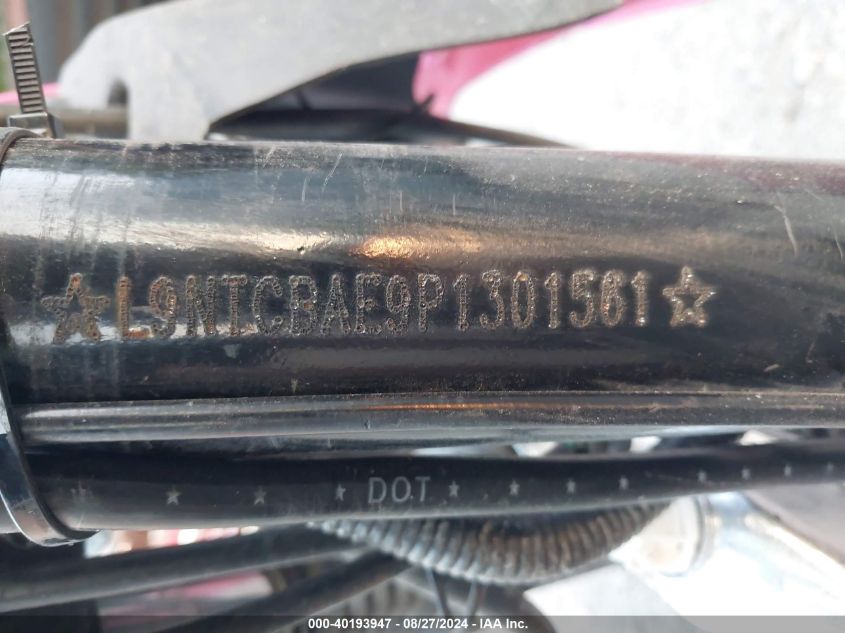 ☆L9NTCBAE9P1301561☆
★ ★ ★ DOT ★ ★ ★ ★ ★ ★ ★
000-40193947 - 08/27/2024 - IAA Inc.